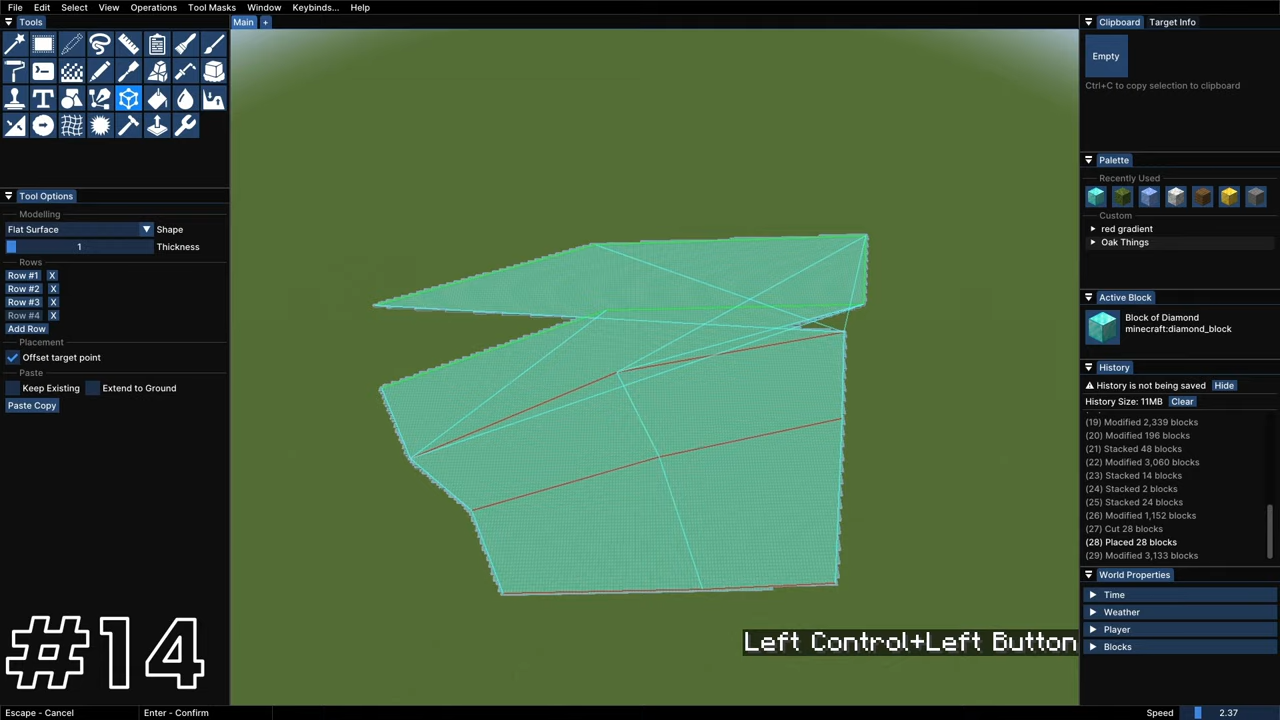 File Edit Select View Operations Tool Masks Window Keybinds... Help
Tools
Main +
Clipboard Target Info
Empty
Ctrl+C to copy selection to clipboard
Palette
Recently Used
Custom
red gradient
Oak Things
Active Block
Block of Diamond
minecraft:diamond_block
History
History is not being saved Hide
History Size: 11MB Clear
(19) Modified 2,339 blocks
(20) Modified 196 blocks
(21) Stacked 48 blocks
(22) Modified 3,060 blocks
(23) Stacked 14 blocks
(24) Stacked 2 blocks
(25) Stacked 24 blocks
(26) Modified 1,152 blocks
(27) Cut 28 blocks
(28) Placed 28 blocks
(29) Modified 3,133 blocks
World Properties
Time
Weather
Player
Blocks
Tool Options
Modelling
Flat Surface Shape
1 Thickness
Rows
Row #1 X
Row #2 X
Row #3 X
Row #4 X
Add Row
Placement
Offset target point
Paste
Keep Existing Extend to Ground
Paste Copy
#14
Left Control+Left Button
Escape - Cancel Enter - Confirm
Speed 2.37